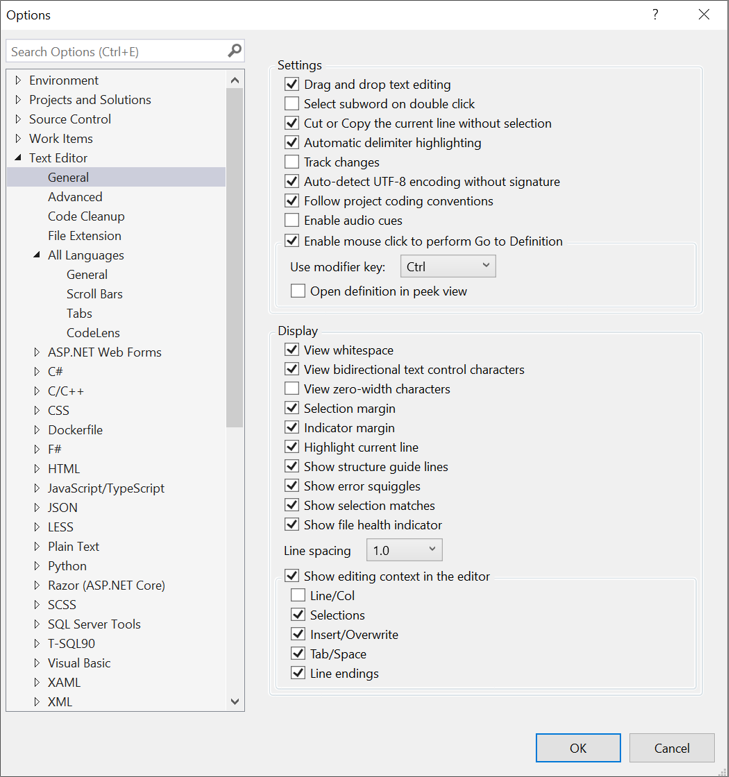 Options
?
Search Options (Ctrl+E)
Environment
Projects and Solutions
Source Control
Work Items
Text Editor
General
Advanced
Code Cleanup
File Extension
All Languages
General
Scroll Bars
Tabs
CodeLens
ASP.NET Web Forms
C#
C/C++
CSS
Dockerfile
F#
HTML
JavaScript/TypeScript
JSON
LESS
Plain Text
Python
Razor (ASP.NET Core)
SCSS
SQL Server Tools
T-SQL90
Visual Basic
XAML
XML
Settings
Drag and drop text editing
Select subword on double click
Cut or Copy the current line without selection
Automatic delimiter highlighting
Track changes
Auto-detect UTF-8 encoding without signature
Follow project coding conventions
Enable audio cues
Enable mouse click to perform Go to Definition
Use modifier key: Ctrl
Open definition in peek view
Display
View whitespace
View bidirectional text control characters
View zero-width characters
Selection margin
Indicator margin
Highlight current line
Show structure guide lines
Show error squiggles
Show selection matches
Show file health indicator
Line spacing 1.0
Show editing context in the editor
Line/Col
Selections
Insert/Overwrite
Tab/Space
Line endings
OK Cancel